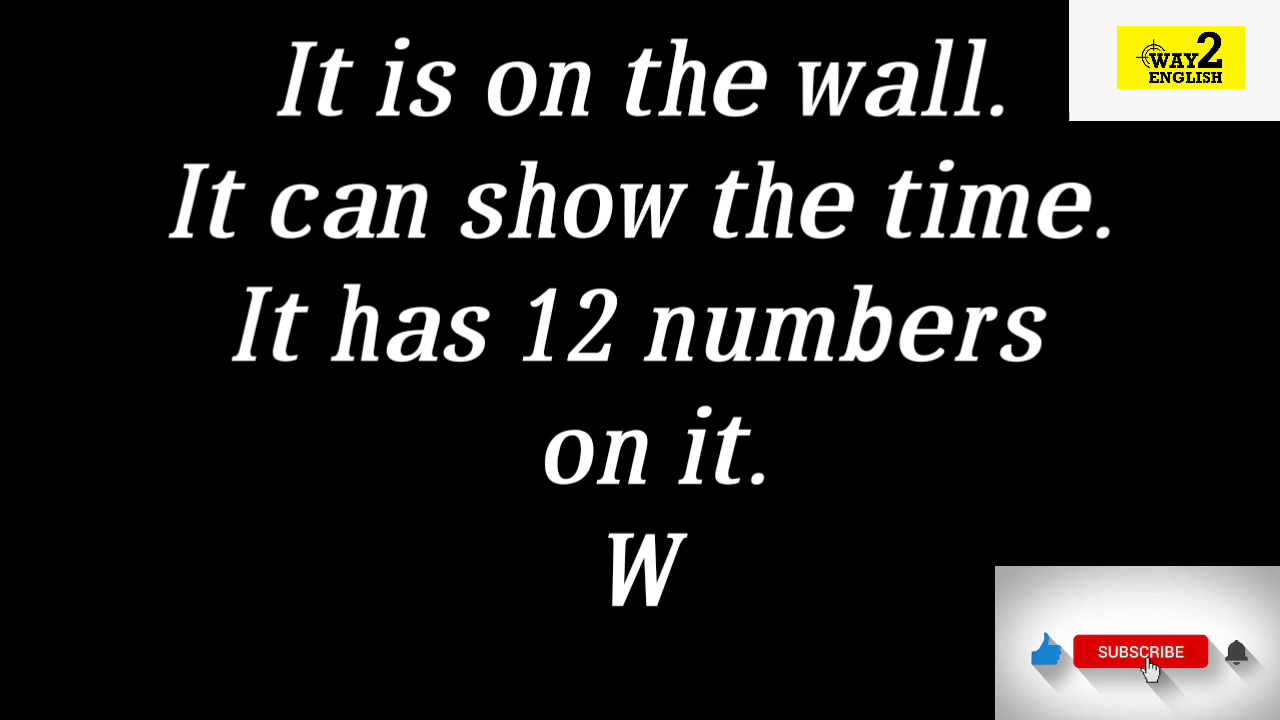 It is on the wall.
It can show the time.
It has 12 numbers
on it.
W
WAY2
ENGLISH
SUBSCRIBE